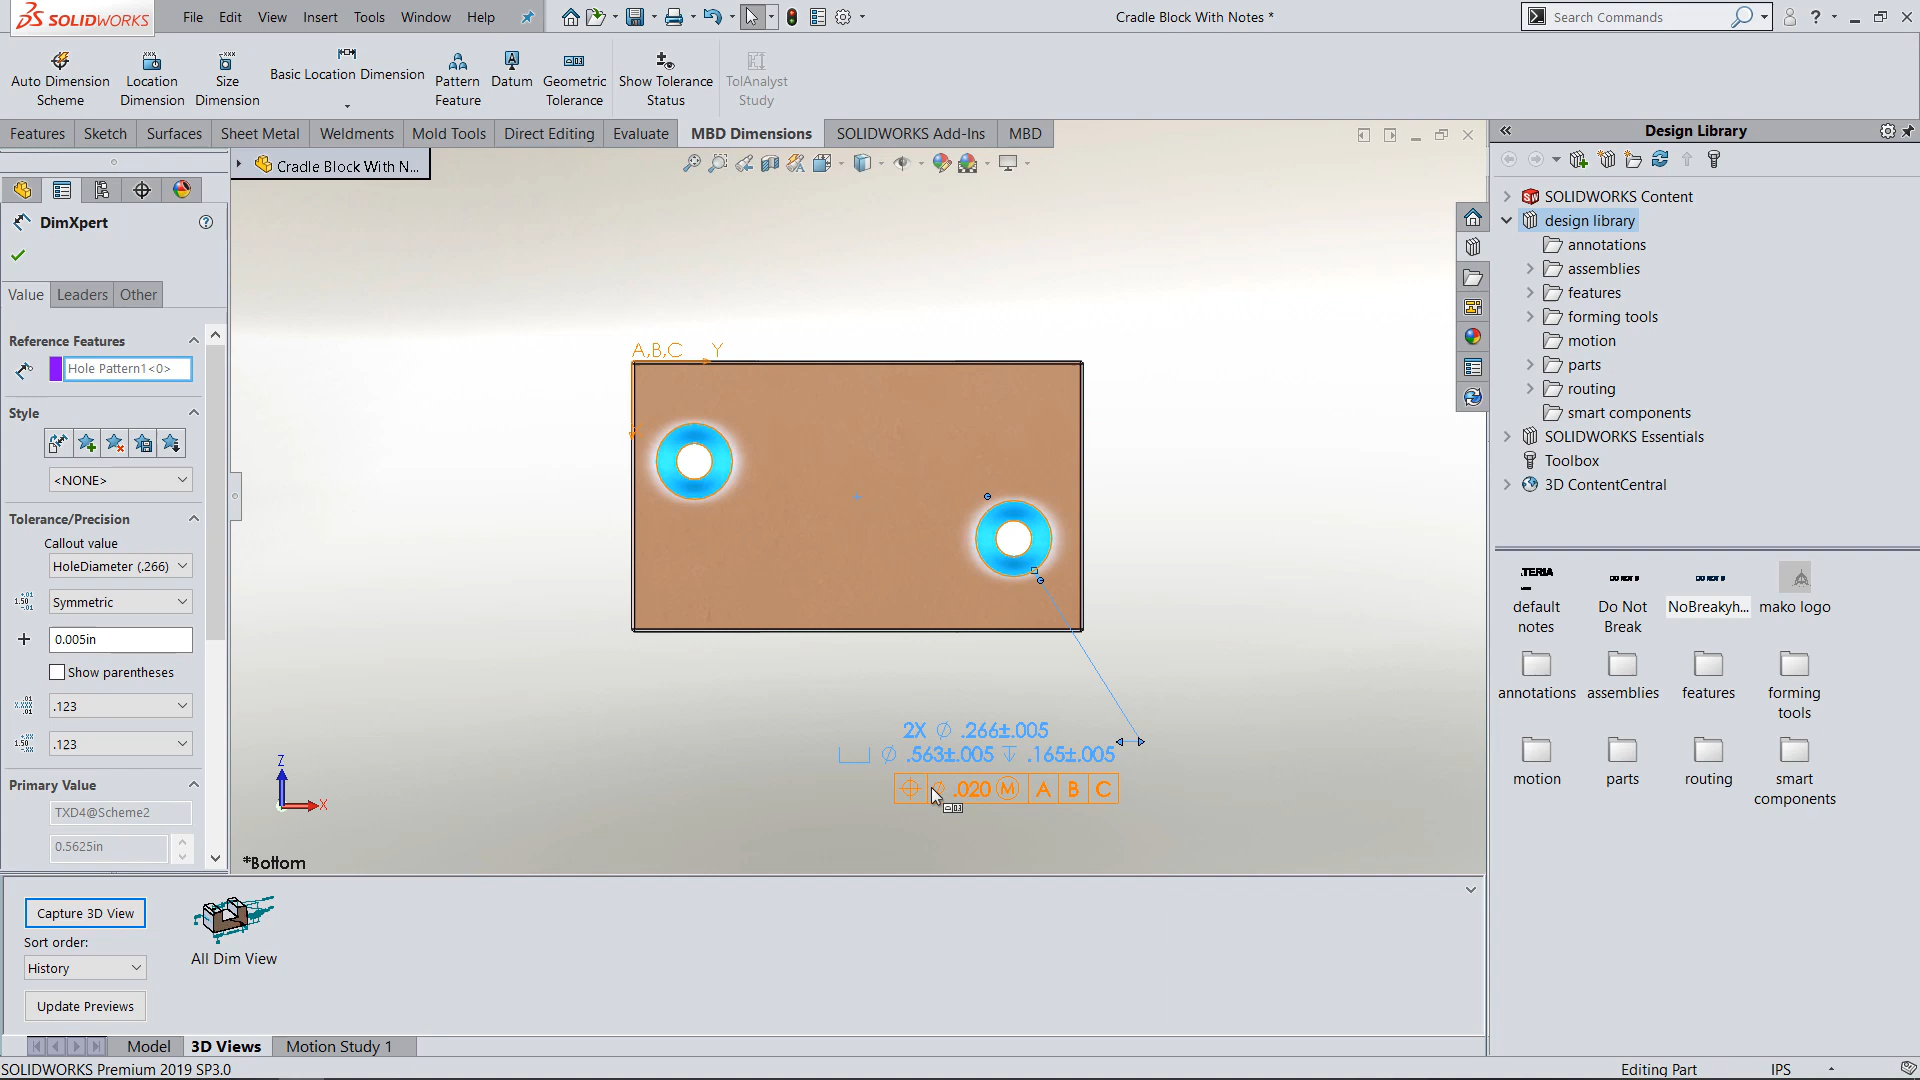 SOLIDWORKS
File Edit View Insert Tools Window Help
Cradle Block With Notes *
Search Commands
Auto Dimension Scheme
Location Dimension
Size Dimension
Basic Location Dimension
Pattern Feature
Datum
Geometric Tolerance
Show Tolerance Status
TolAnalyst Study
Features Sketch Surfaces Sheet Metal Weldments Mold Tools Direct Editing Evaluate MBD Dimensions SOLIDWORKS Add-Ins MBD
Cradle Block With N...
DimXpert
Value Leaders Other
Reference Features
Hole Pattern1<0>
Style
<NONE>
Tolerance/Precision
Callout value
HoleDiameter (.266)
Symmetric
0.005in
Show parentheses
.123
.123
Primary Value
TXD4@Scheme2
0.5625in
A,B,C Y
2X ∅ .266±.005
⌴ ∅ .563±.005 ↧ .165±.005
⌖ ∅ .020 Ⓜ A B C
Z
X
*Bottom
Design Library
SOLIDWORKS Content
design library
annotations
assemblies
features
forming tools
motion
parts
routing
smart components
SOLIDWORKS Essentials
Toolbox
3D ContentCentral
default notes
Do Not Break
NoBreakyh...
mako logo
annotations
assemblies
features
forming tools
motion
parts
routing
smart components
Capture 3D View
Sort order:
History
Update Previews
All Dim View
Model 3D Views Motion Study 1
SOLIDWORKS Premium 2019 SP3.0
Editing Part IPS